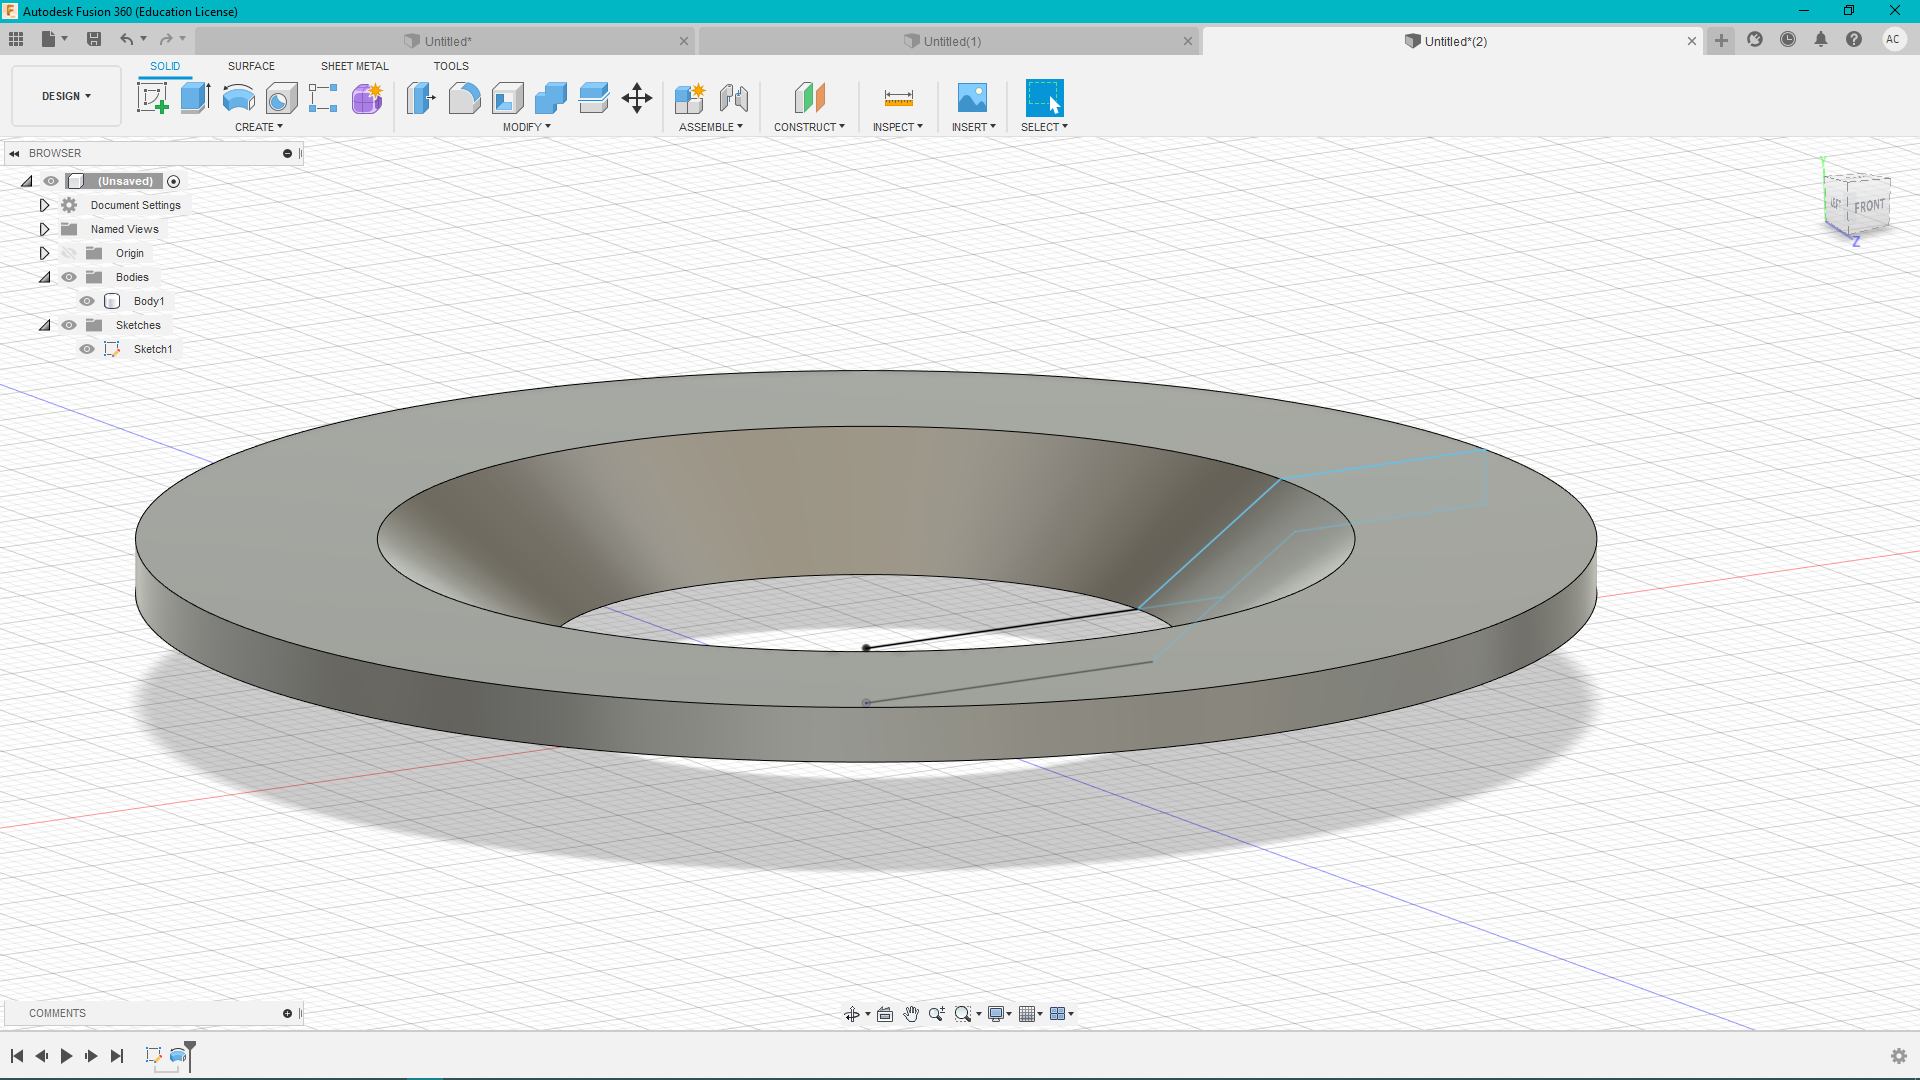 Autodesk Fusion 360 (Education License)
Untitled*
Untitled(1)
Untitled*(2)
AC
DESIGN
SOLID
SURFACE
SHEET METAL
TOOLS
CREATE
MODIFY
ASSEMBLE
CONSTRUCT
INSPECT
INSERT
SELECT
BROWSER
(Unsaved)
Document Settings
Named Views
Origin
Bodies
Body1
Sketches
Sketch1
Y
LEFT
FRONT
Z
COMMENTS